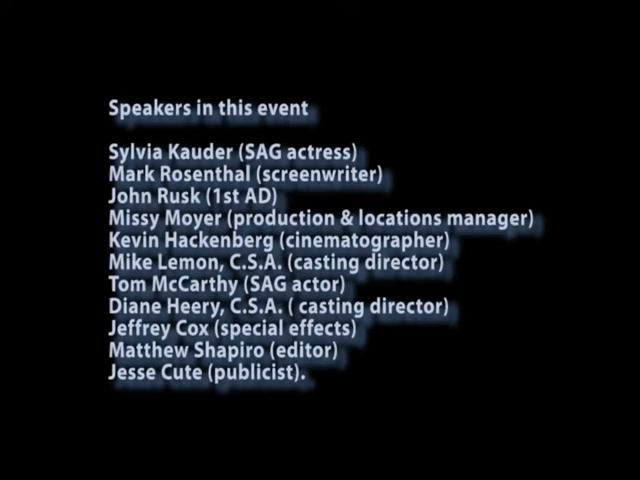 Speakers in this event
Sylvia Kauder (SAG actress)
Mark Rosenthal (screenwriter)
John Rusk (1st AD)
Missy Moyer (production & locations manager)
Kevin Hackenberg (cinematographer)
Mike Lemon, C.S.A. (casting director)
Tom McCarthy (SAG actor)
Diane Heery, C.S.A. ( casting director)
Jeffrey Cox (special effects)
Matthew Shapiro (editor)
Jesse Cute (publicist).